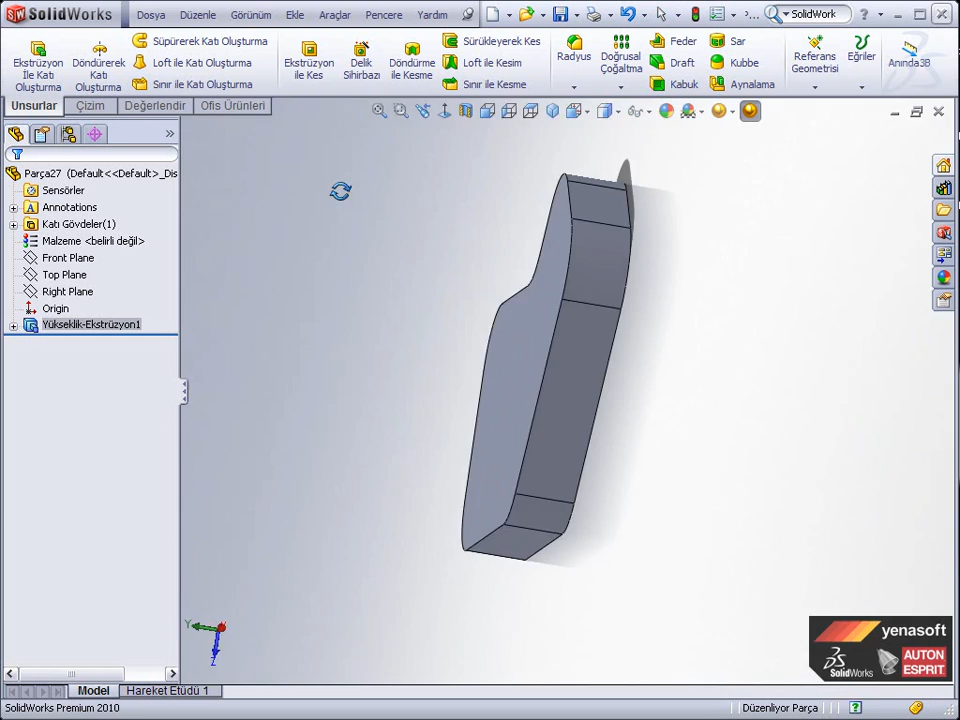 SolidWorks
Dosya Düzenle Görünüm Ekle Araçlar Pencere Yardım
... SolidWork ?
Ekstrüzyon İle Katı Oluşturma
Döndürerek Katı Oluşturma
Süpürerek Katı Oluşturma
Loft ile Katı Oluşturma
Sınır ile Katı Oluşturma
Ekstrüzyon ile Kes
Delik Sihirbazı
Döndürme ile Kesme
Sürükleyerek Kes
Loft ile Kesim
Sınır ile Kesme
Radyus
Doğrusal Çoğaltma
Feder
Draft
Kabuk
Sar
Kubbe
Aynalama
Referans Geometrisi
Eğriler
Anında3B
Unsurlar Çizim Değerlendir Ofis Ürünleri
Parça27 (Default<<Default>_Dis
Sensörler
Annotations
Katı Gövdeler(1)
Malzeme <belirli değil>
Front Plane
Top Plane
Right Plane
Origin
Yükseklik-Ekstrüzyon1
Y
Z
yenasoft
SolidWorks
AUTON
ESPRIT
Model Hareket Etüdü 1
SolidWorks Premium 2010 Düzenliyor Parça ?